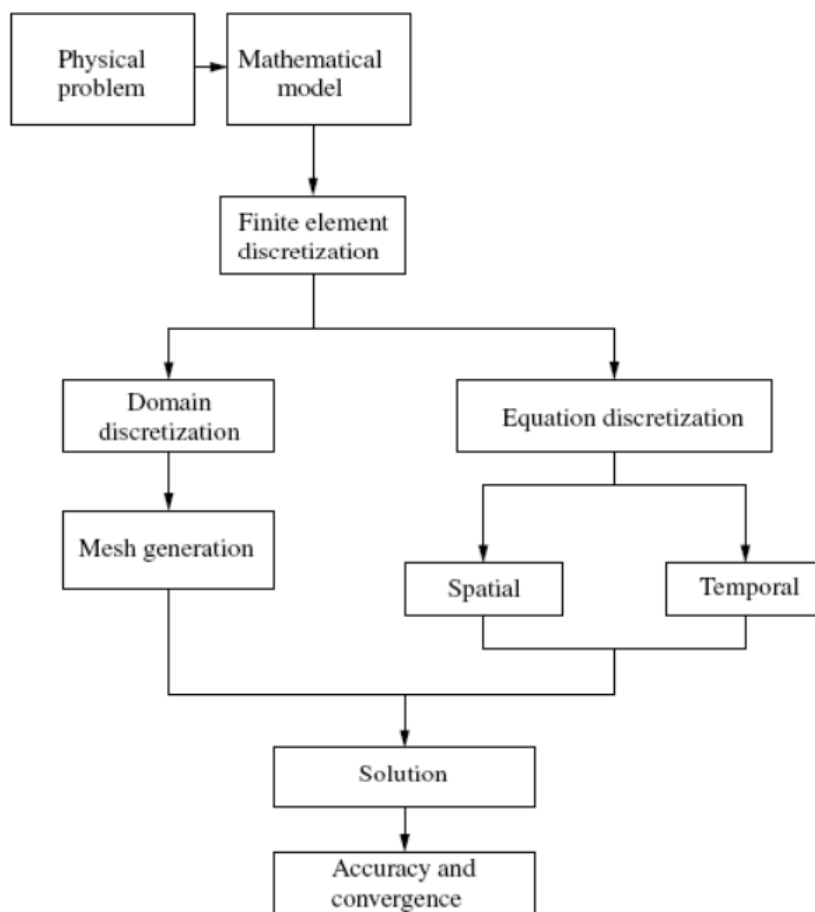 Physical
problem
Mathematical
model
Finite element
discretization
Domain
discretization
Equation discretization
Mesh generation
Spatial
Temporal
Solution
Accuracy and
convergence